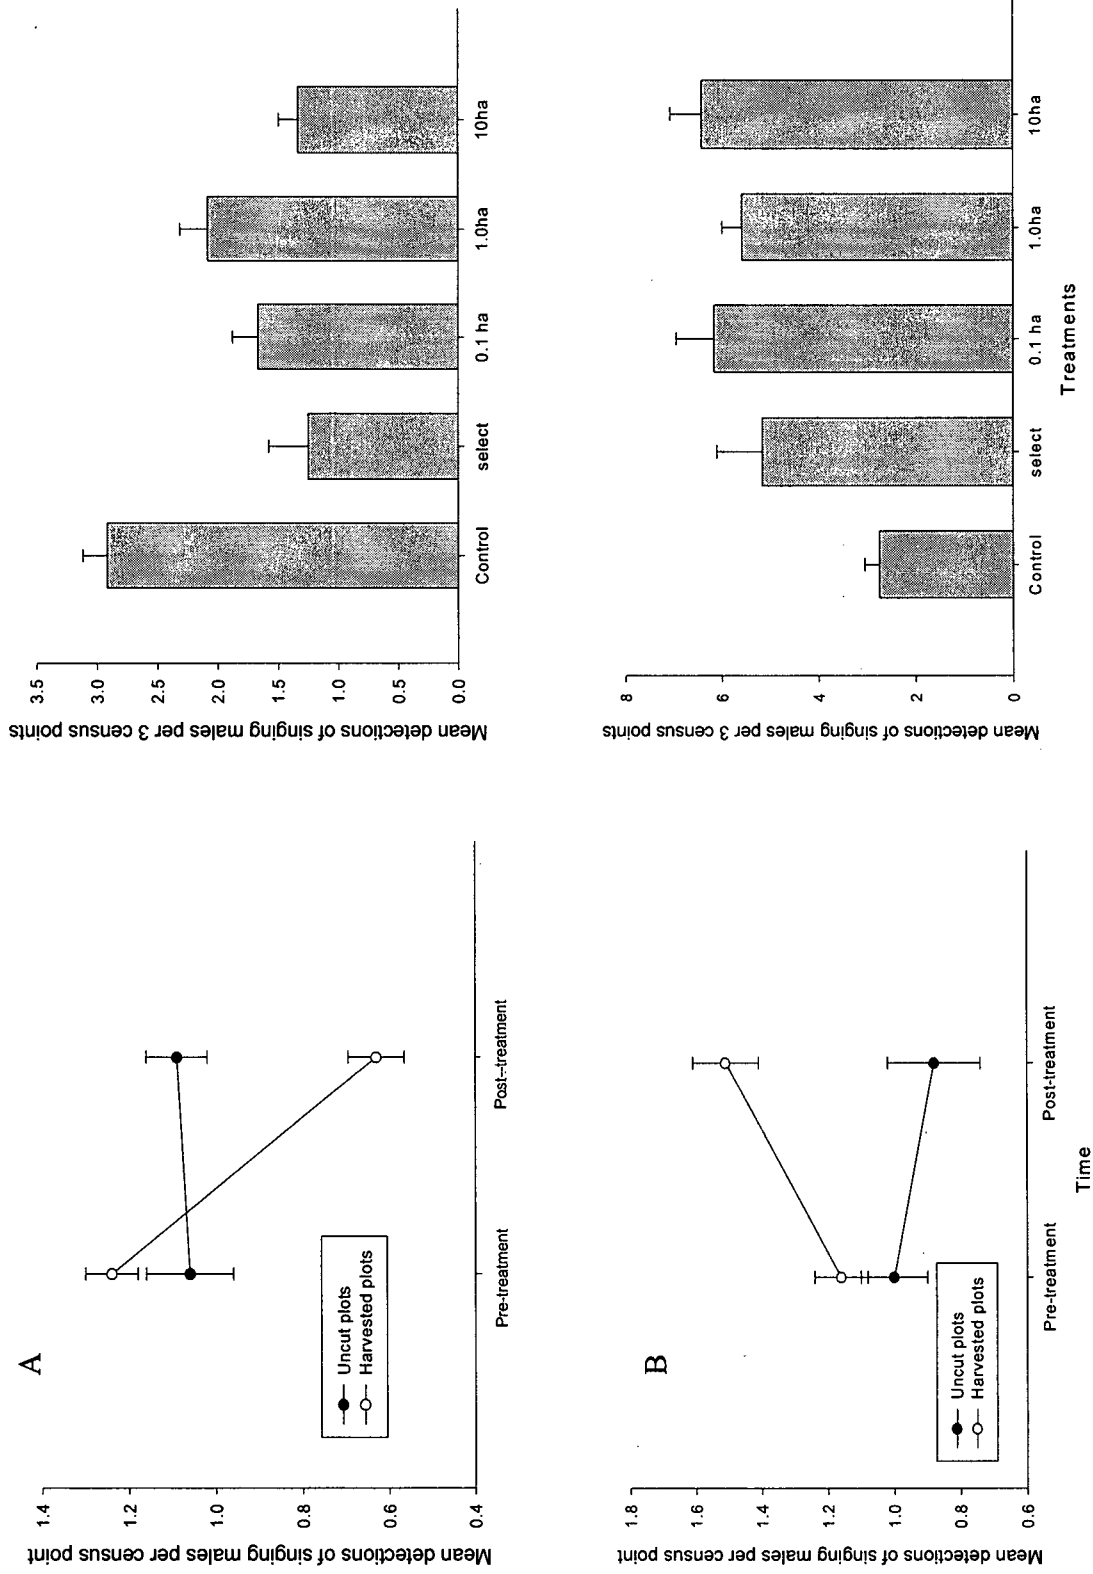 A
Mean detections of singing males per census point
1.4
1.2
1.0
0.8
0.6
0.4
Pre-treatment
Post--treatment
Uncut plots
Harvested plots
Mean detections of singing males per 3 census points
3.5
3.0
2.5
2.0
1.5
1.0
0.5
0.0
Control
select
0.1 ha
1.0ha
10ha
B
Mean detections of singing males per census point
1.8
1.6
1.4
1.2
1.0
0.8
0.6
Pre-treatment
Post-treatment
Time
Uncut plots
Harvested plots
Mean detections of singing males per 3 census points
8
6
4
2
0
Control
select
0.1 ha
1.0ha
10ha
Treatments